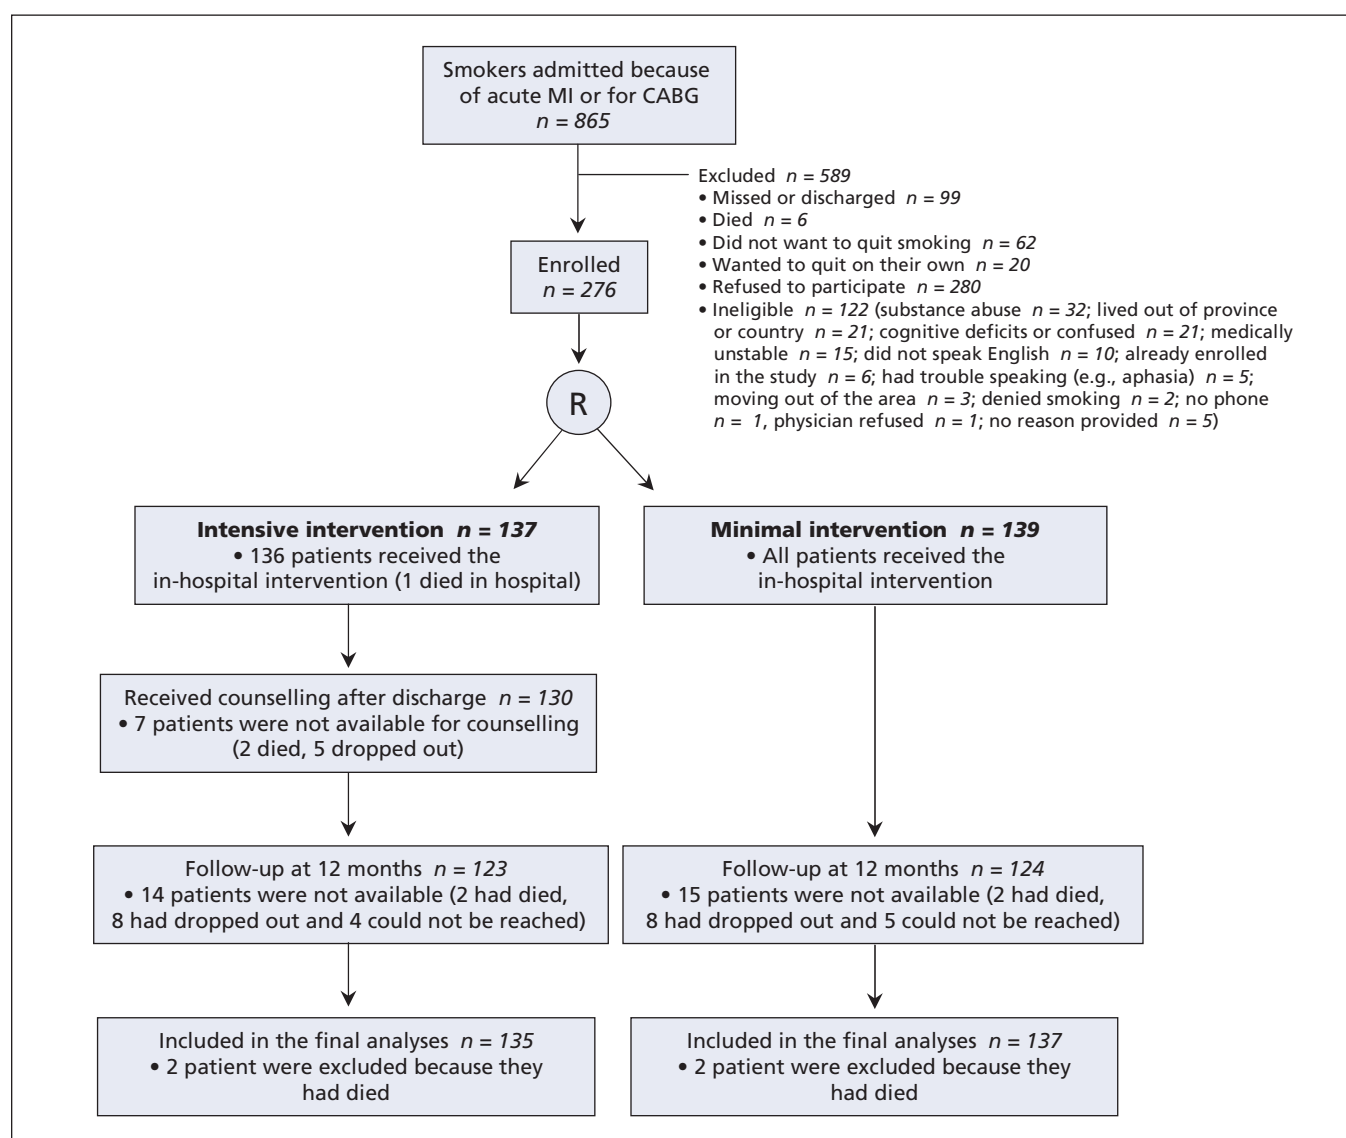 Smokers admitted because
of acute MI or for CABG
n = 865
Excluded n = 589
• Missed or discharged n = 99
• Died n = 6
• Did not want to quit smoking n = 62
• Wanted to quit on their own n = 20
• Refused to participate n = 280
• Ineligible n = 122 (substance abuse n = 32; lived out of province
or country n = 21; cognitive deficits or confused n = 21; medically
unstable n = 15; did not speak English n = 10; already enrolled
in the study n = 6; had trouble speaking (e.g., aphasia) n = 5;
moving out of the area n = 3; denied smoking n = 2; no phone
n = 1, physician refused n = 1; no reason provided n = 5)
Enrolled
n = 276
R
Intensive intervention n = 137
• 136 patients received the
in-hospital intervention (1 died in hospital)
Minimal intervention n = 139
• All patients received the
in-hospital intervention
Received counselling after discharge n = 130
• 7 patients were not available for counselling
(2 died, 5 dropped out)
Follow-up at 12 months n = 123
• 14 patients were not available (2 had died,
8 had dropped out and 4 could not be reached)
Follow-up at 12 months n = 124
• 15 patients were not available (2 had died,
8 had dropped out and 5 could not be reached)
Included in the final analyses n = 135
• 2 patient were excluded because they
had died
Included in the final analyses n = 137
• 2 patient were excluded because they
had died